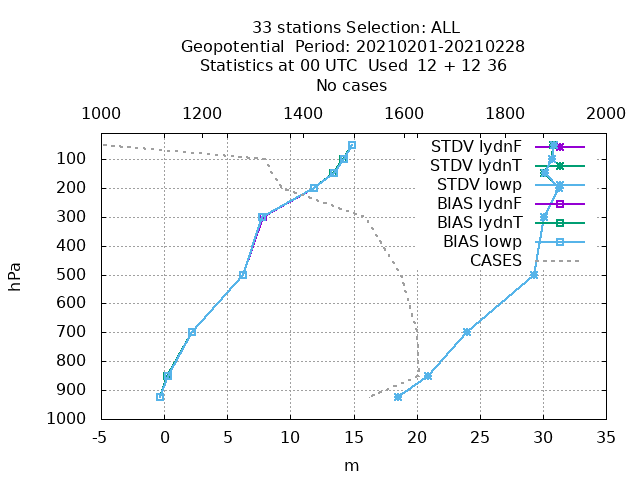 33 stations Selection: ALL
Geopotential  Period: 20210201-20210228
Statistics at 00 UTC  Used  12 + 12 36
No cases
1000 1200 1400 1600 1800 2000
STDV lydnF
STDV lydnT
STDV lowp
BIAS lydnF
BIAS lydnT
BIAS lowp
CASES
hPa
100
200
300
400
500
600
700
800
900
1000
-5 0 5 10 15 20 25 30 35
m